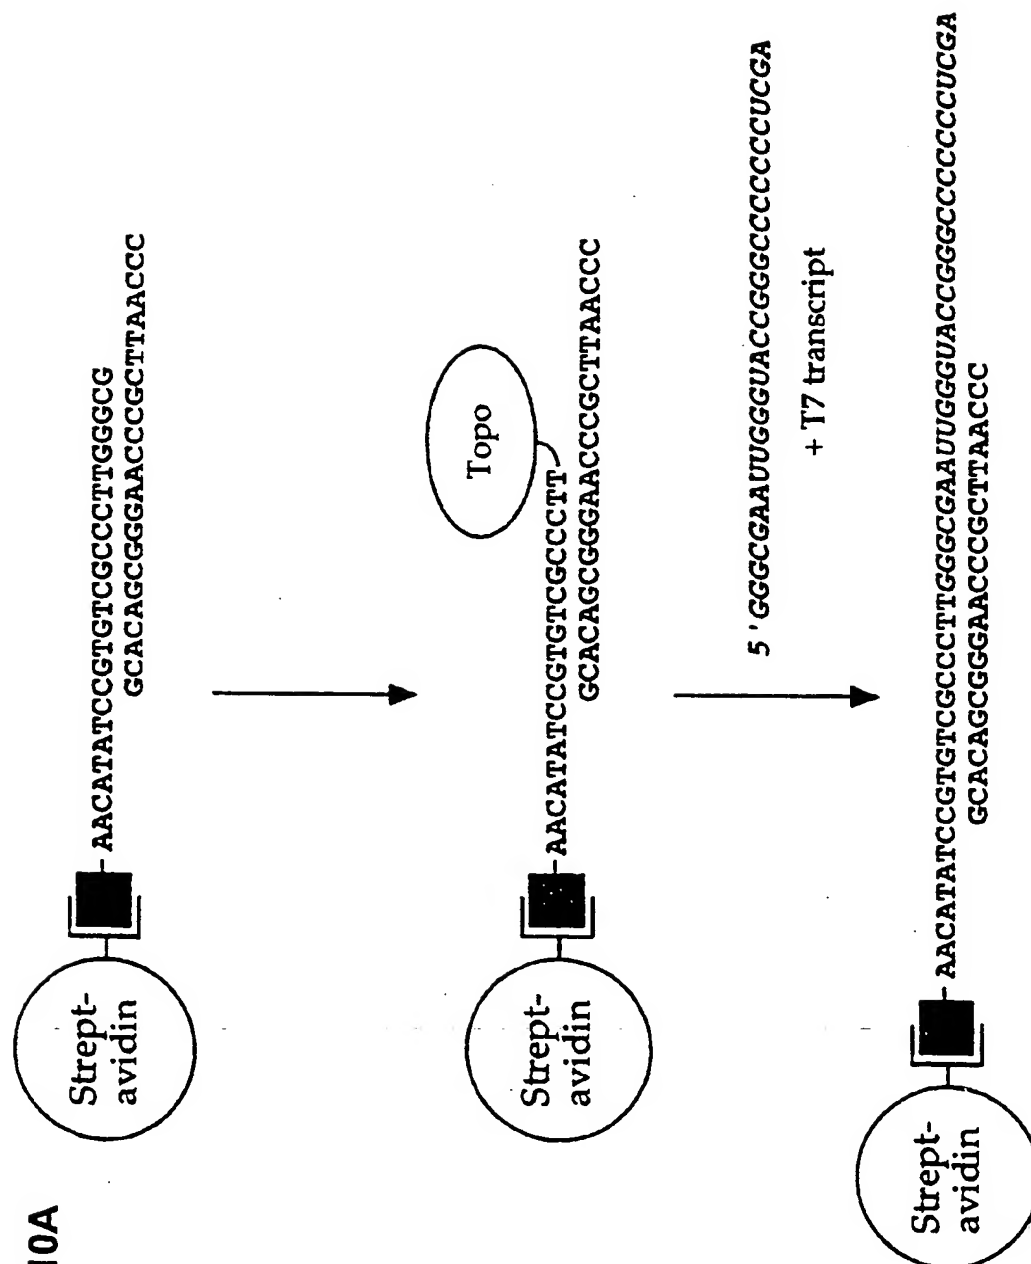 10A
Strept-
avidin
AACATATCCGTGTCGCCCTTGGGCG
GCACAGCGGGAACCCGCTTAACCC
Topo
Strept-
avidin
AACATATCCGTGTCGCCCTT
GCACAGCGGGAACCCGCTTAACCC
5'GGGCGAAUUGGGUACCGGGCCCCCCCUCGA
+ T7 transcript
Strept-
avidin
AACATATCCGTGTCGCCCTTGGGCGAAUUGGGUACCGGGCCCCCCCUCGA
GCACAGCGGGAACCCGCTTAACCC